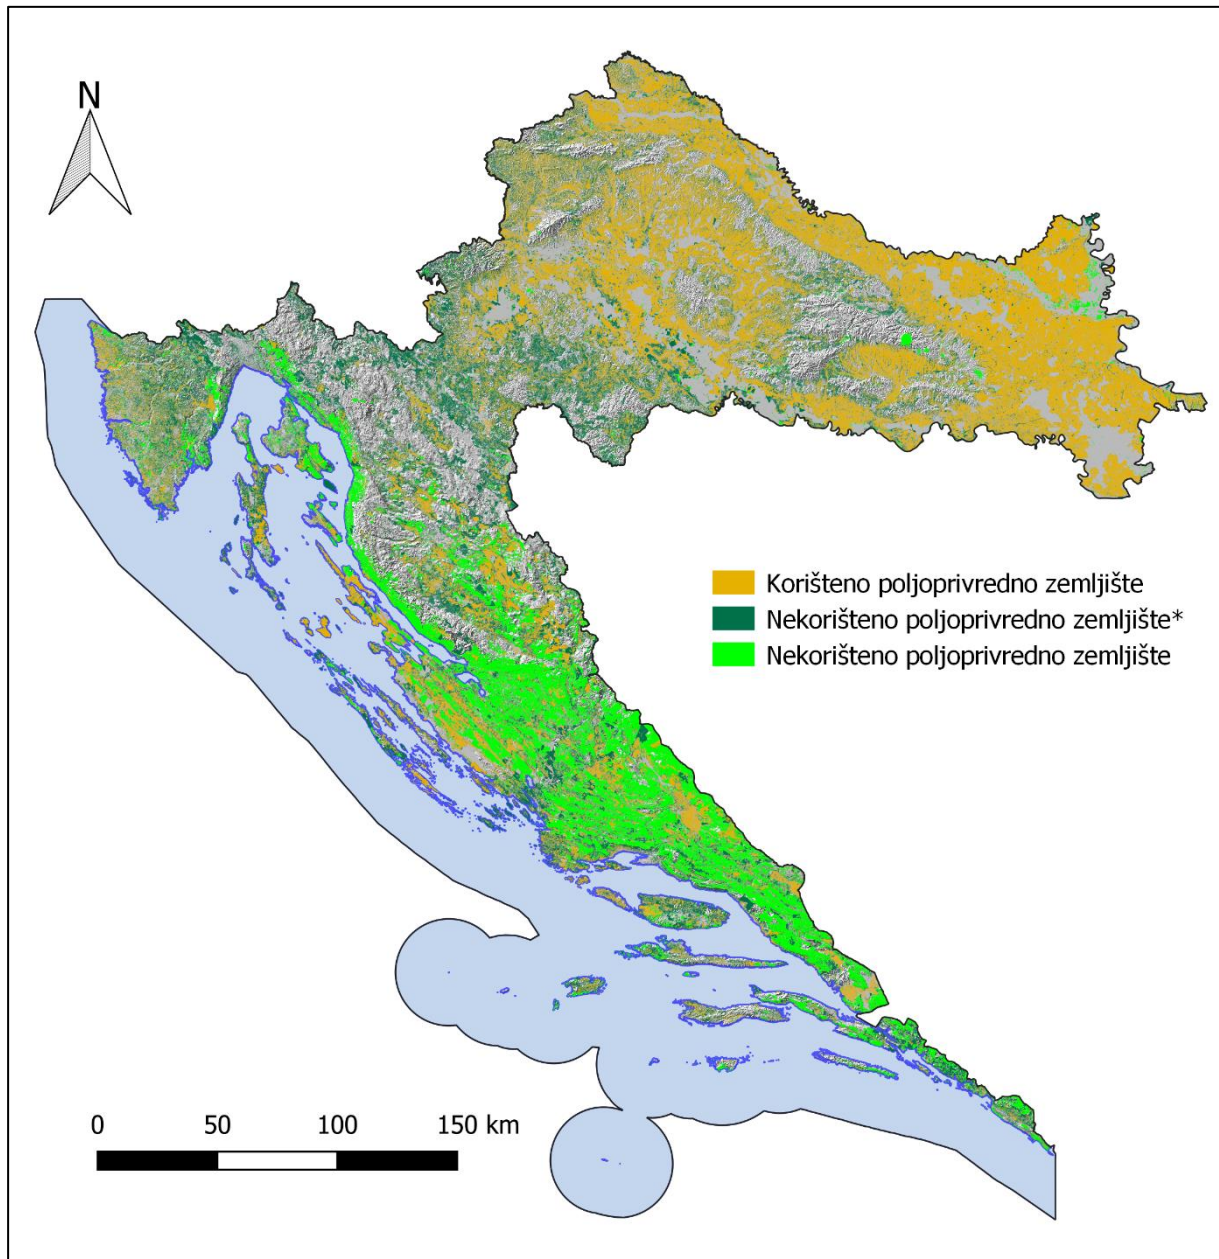 N
Korišteno poljoprivredno zemljište
Nekorišteno poljoprivredno zemljište*
Nekorišteno poljoprivredno zemljište
0 50 100 150 km